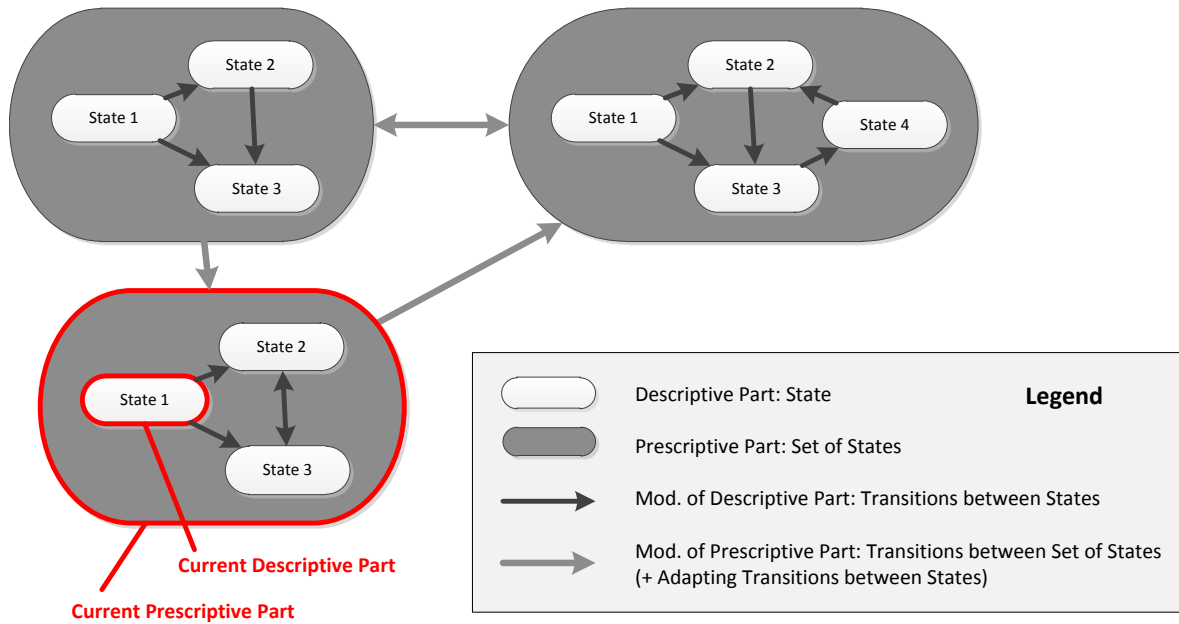 State 2
State 1
State 3
State 2
State 1
State 4
State 3
State 2
State 1
State 3
Current Descriptive Part
Current Prescriptive Part
Legend
Descriptive Part: State
Prescriptive Part: Set of States
Mod. of Descriptive Part: Transitions between States
Mod. of Prescriptive Part: Transitions between Set of States
(+ Adapting Transitions between States)